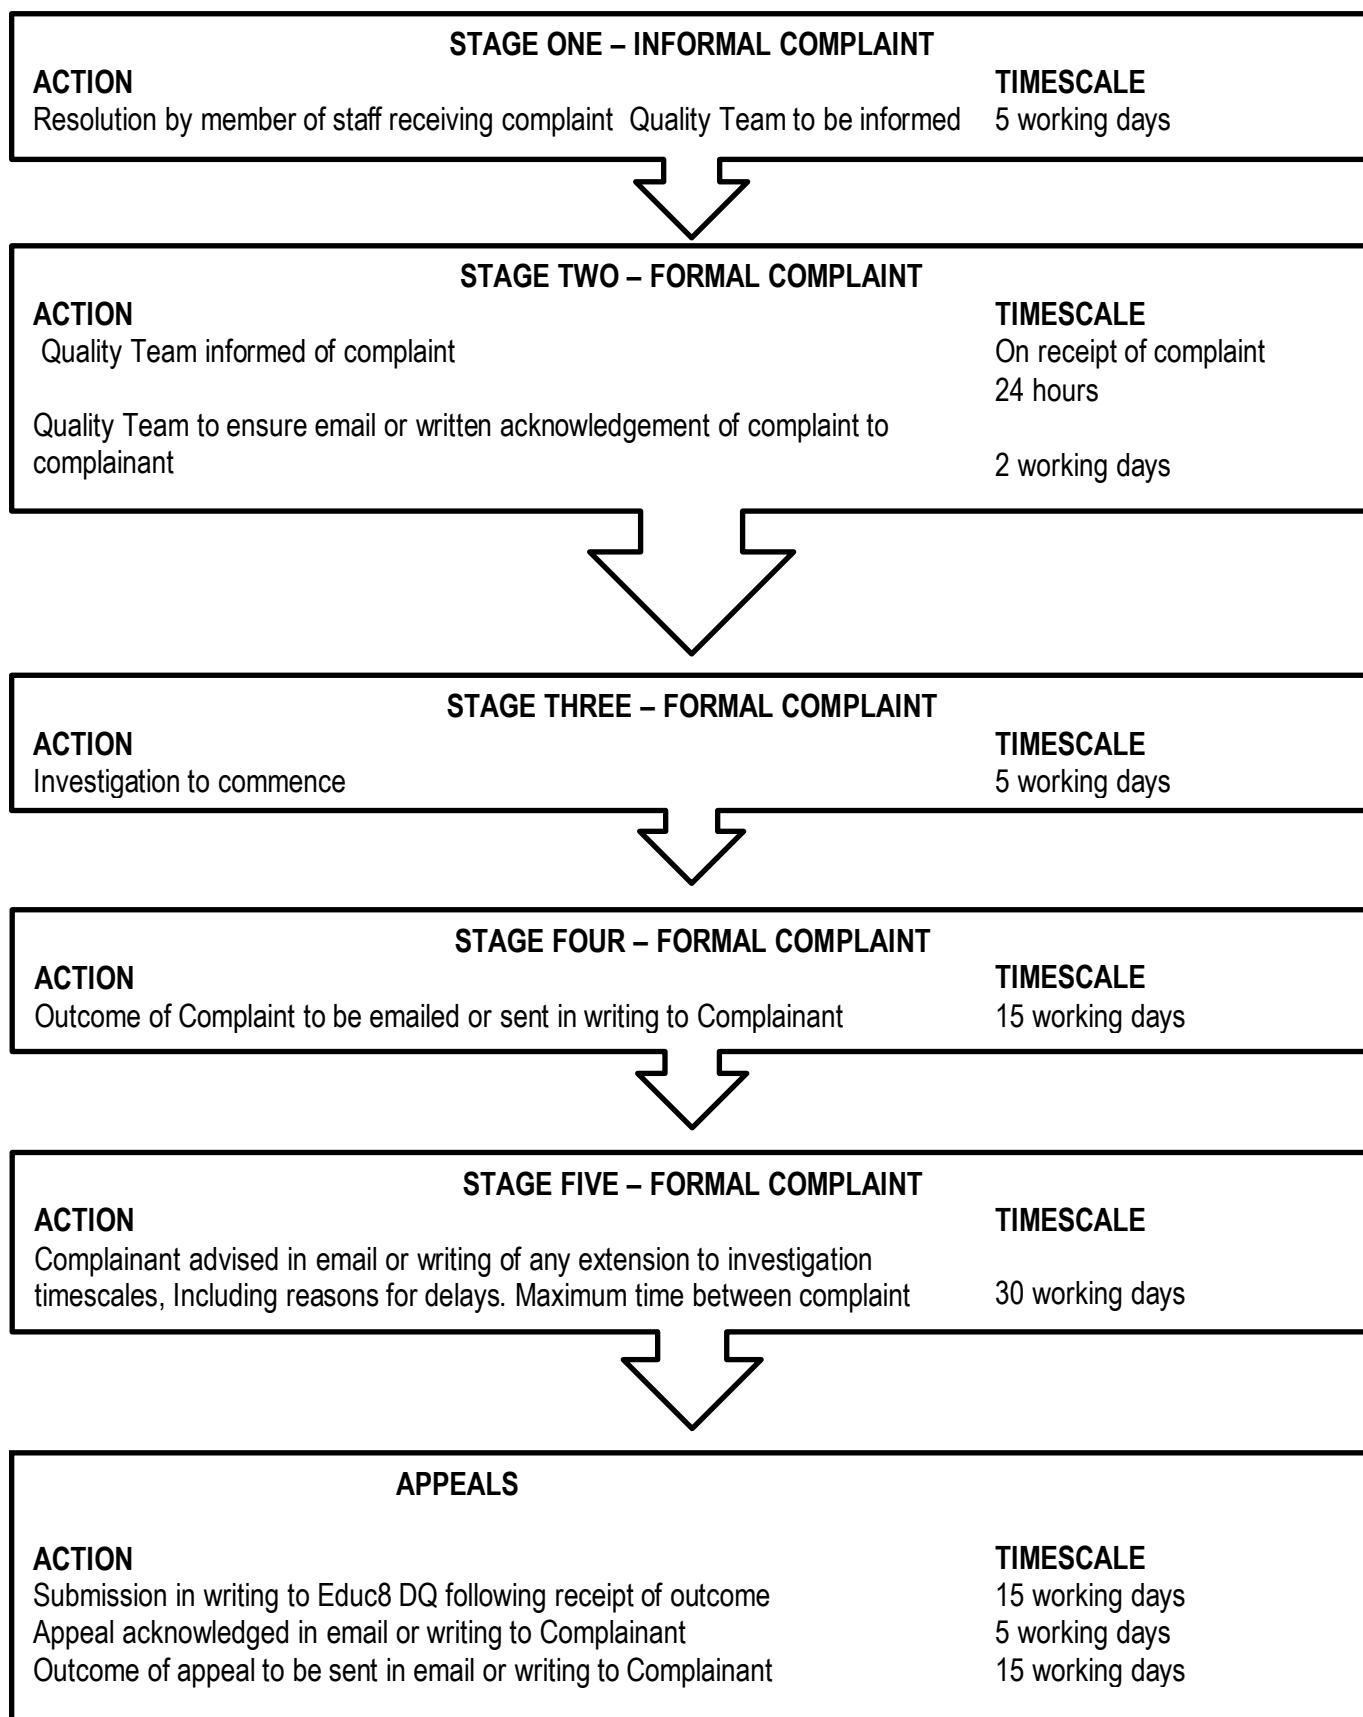 STAGE ONE – INFORMAL COMPLAINT
ACTION TIMESCALE
Resolution by member of staff receiving complaint Quality Team to be informed 5 working days
STAGE TWO – FORMAL COMPLAINT
ACTION TIMESCALE
Quality Team informed of complaint On receipt of complaint
24 hours
Quality Team to ensure email or written acknowledgement of complaint to
complainant 2 working days
STAGE THREE – FORMAL COMPLAINT
ACTION TIMESCALE
Investigation to commence 5 working days
STAGE FOUR – FORMAL COMPLAINT
ACTION TIMESCALE
Outcome of Complaint to be emailed or sent in writing to Complainant 15 working days
STAGE FIVE – FORMAL COMPLAINT
ACTION TIMESCALE
Complainant advised in email or writing of any extension to investigation
timescales, Including reasons for delays. Maximum time between complaint 30 working days
APPEALS
ACTION TIMESCALE
Submission in writing to Educ8 DQ following receipt of outcome 15 working days
Appeal acknowledged in email or writing to Complainant 5 working days
Outcome of appeal to be sent in email or writing to Complainant 15 working days